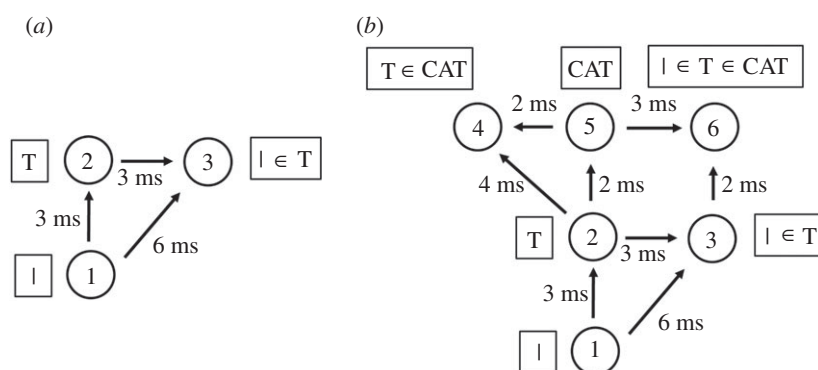 (a)
T
2
3 ms
3
| ∈ T
3 ms
6 ms
|
1
(b)
T ∈ CAT
CAT
| ∈ T ∈ CAT
4
2 ms
5
3 ms
6
4 ms
2 ms
2 ms
T
2
3 ms
3
| ∈ T
3 ms
6 ms
|
1